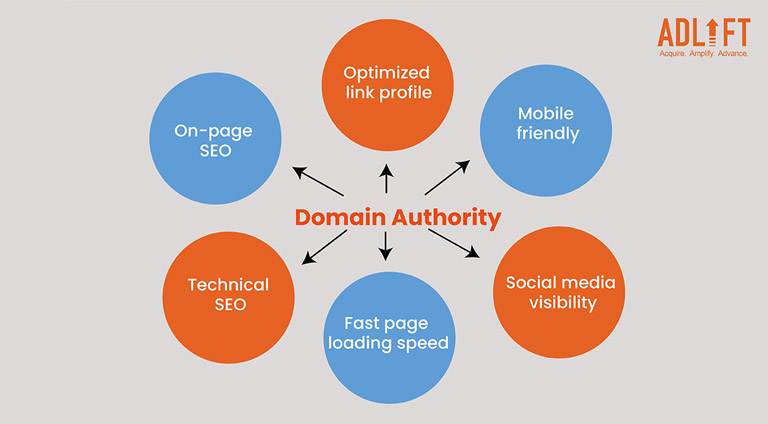 ADLIFT
Acquire. Amplify. Advance.
Optimized
link profile
On-page
SEO
Mobile
friendly
Domain Authority
Technical
SEO
Social media
visibility
Fast page
loading speed